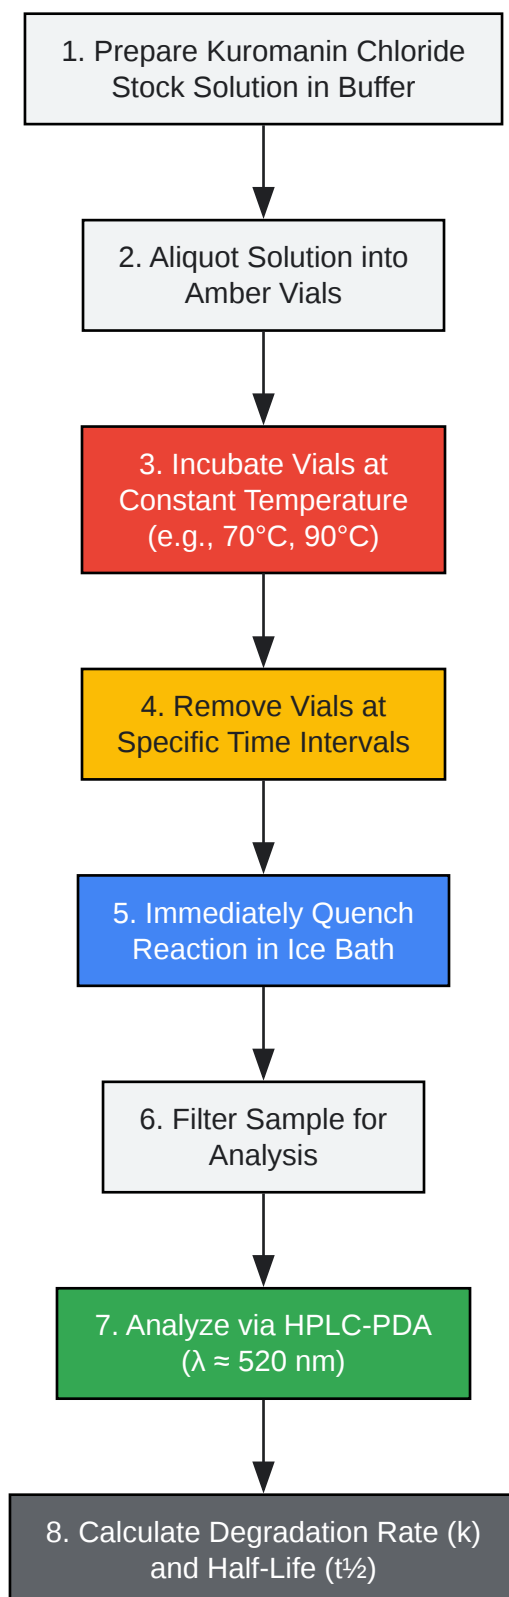 1. Prepare Kuromanin Chloride
Stock Solution in Buffer
2. Aliquot Solution into
Amber Vials
3. Incubate Vials at
Constant Temperature
(e.g., 70°C, 90°C)
4. Remove Vials at
Specific Time Intervals
5. Immediately Quench
Reaction in Ice Bath
6. Filter Sample for
Analysis
7. Analyze via HPLC-PDA
(λ ≈ 520 nm)
8. Calculate Degradation Rate (k)
and Half-Life (t½)